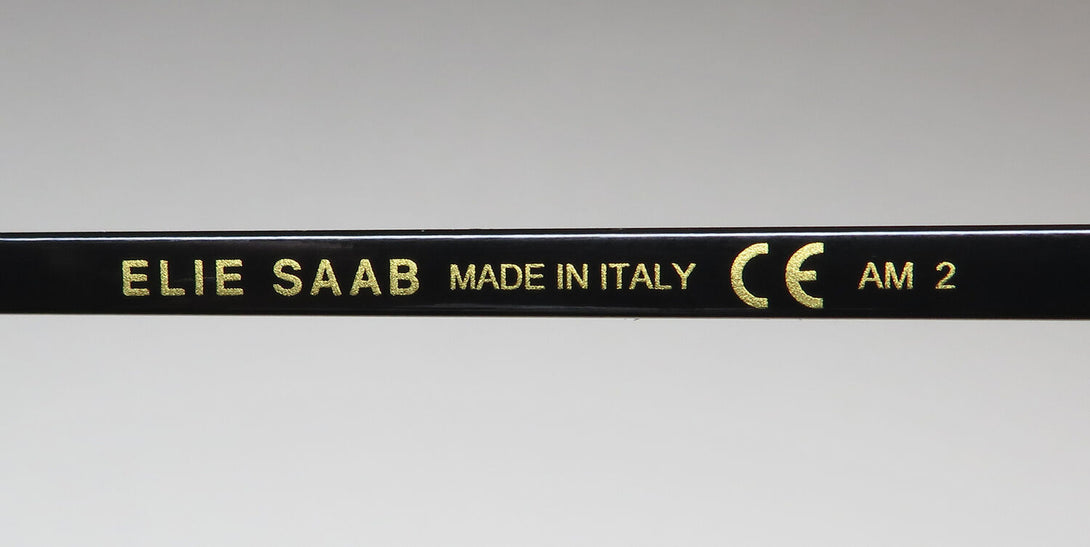 ELIE SAAB MADE IN ITALY CE AM 2